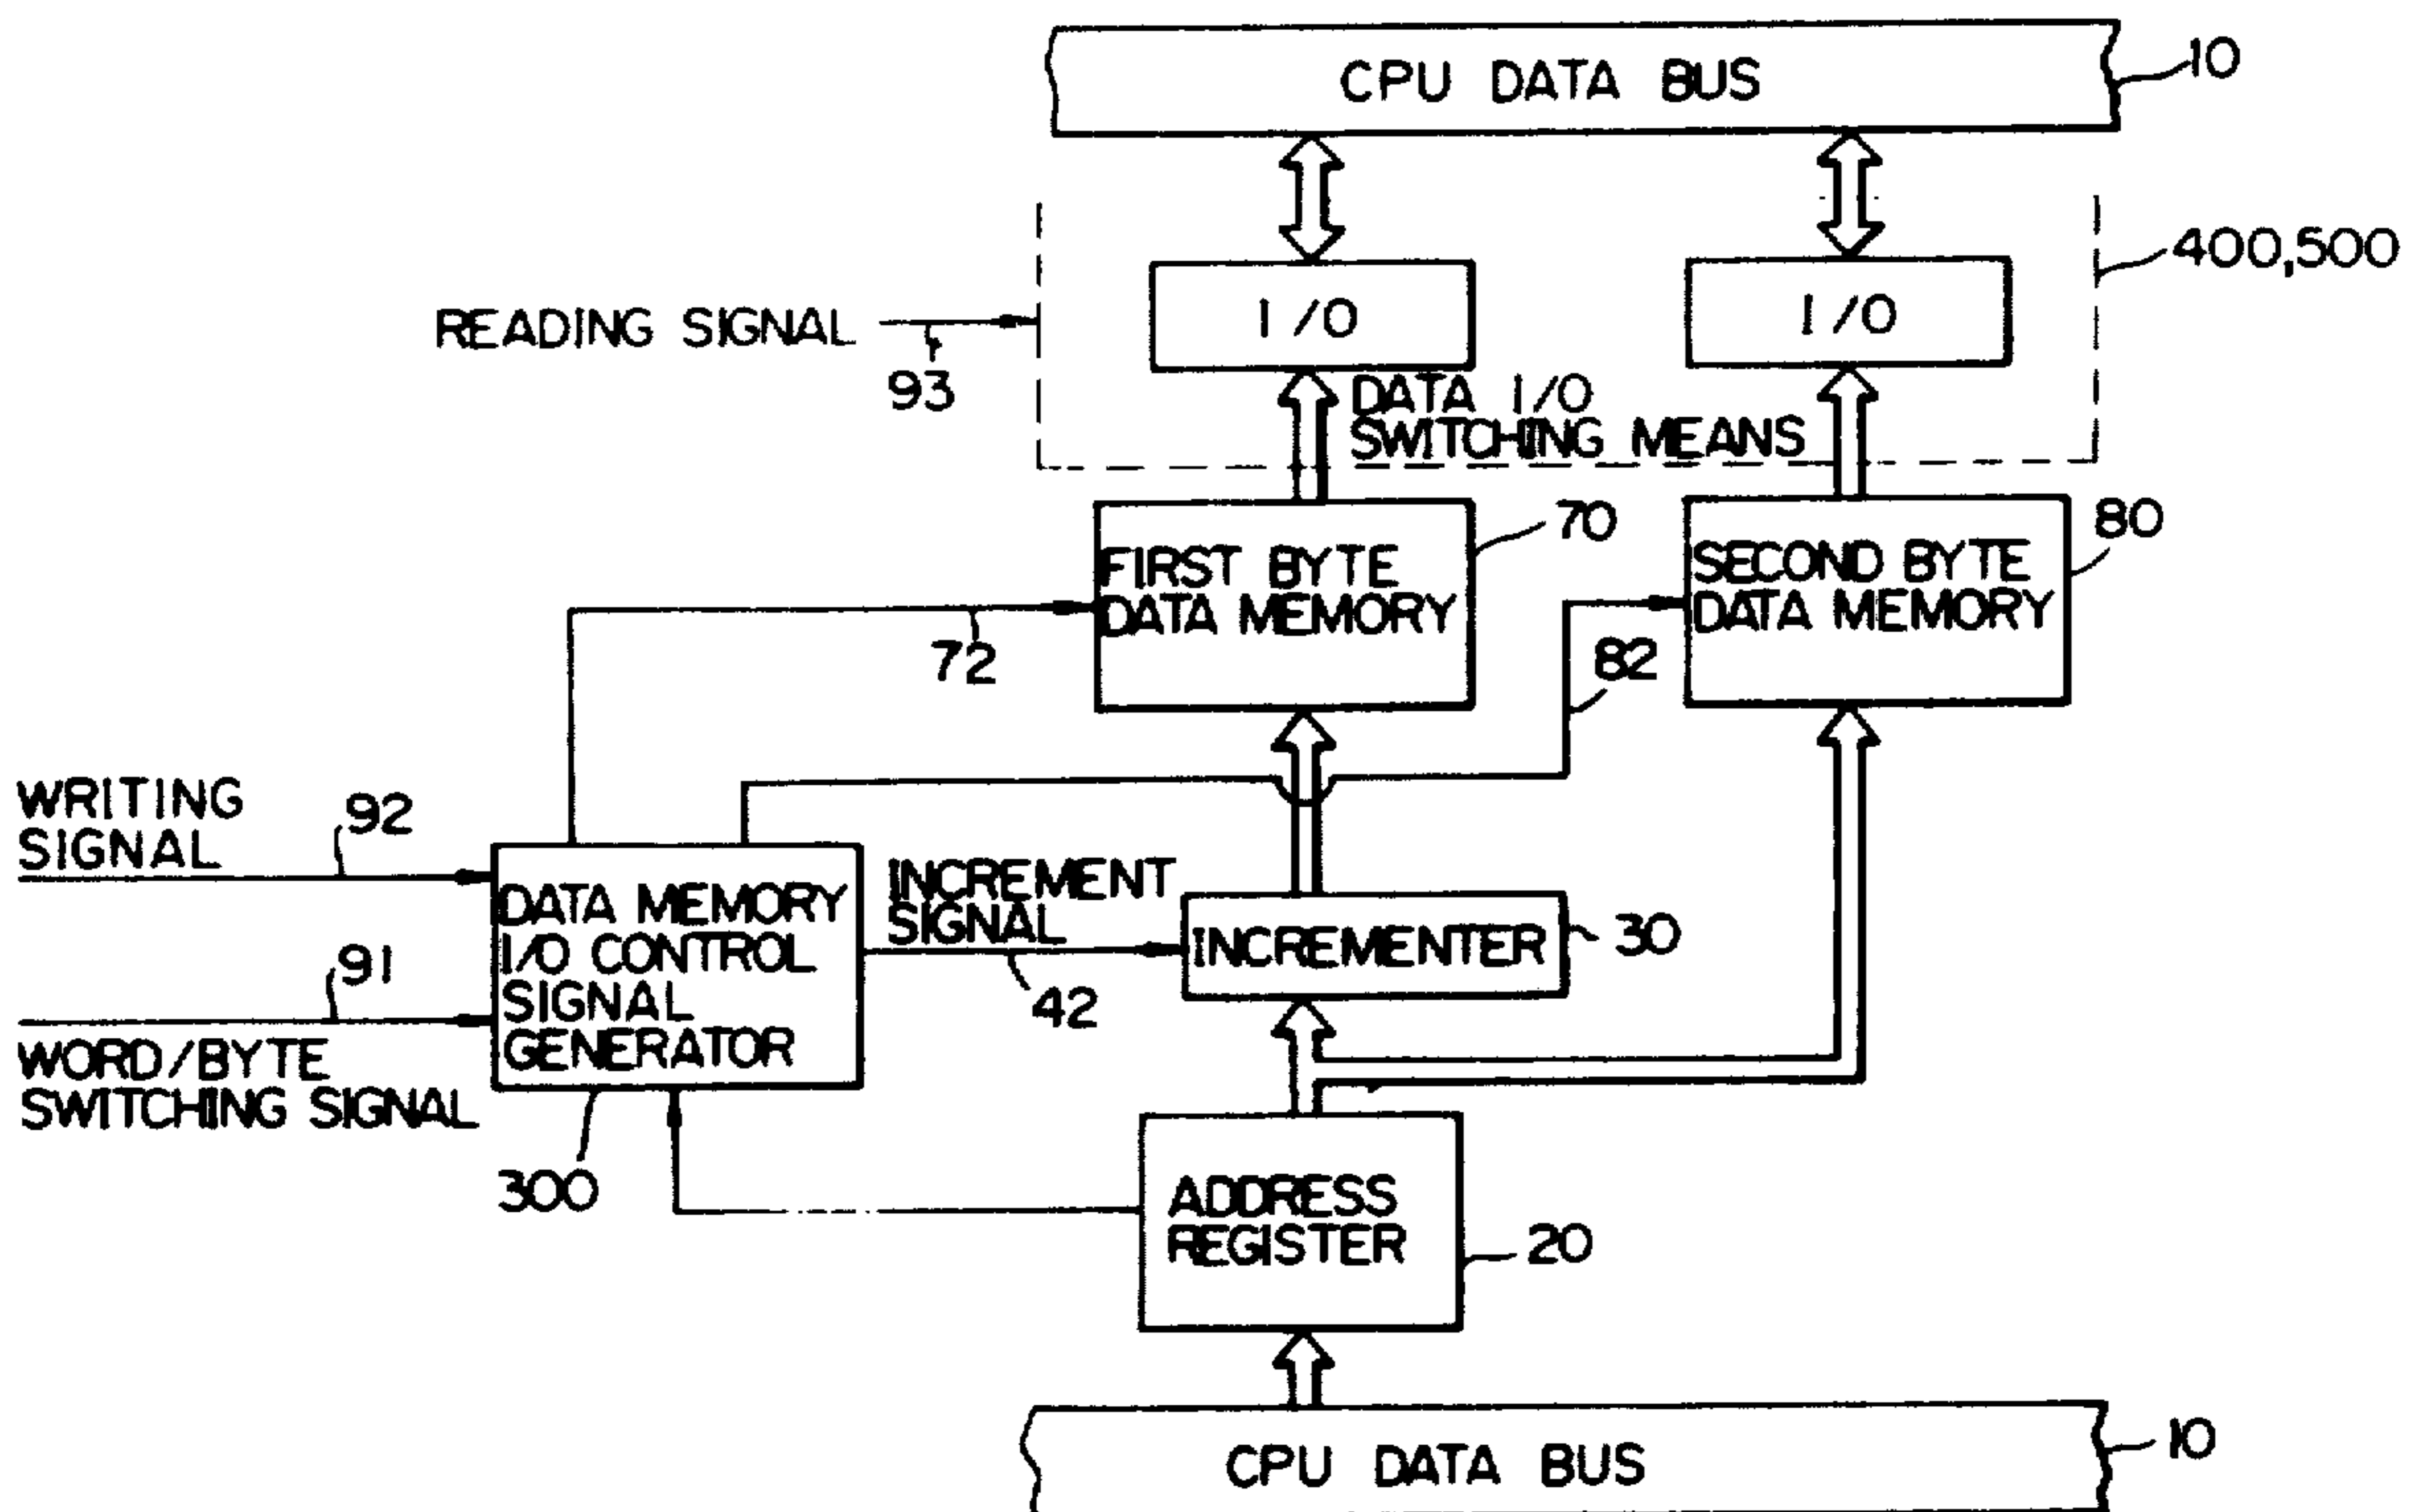 CPU DATA BUS
10
400,500
I/O
I/O
READING SIGNAL
93
DATA I/O
SWITCHING MEANS
70
80
FIRST BYTE
DATA MEMORY
SECOND BYTE
DATA MEMORY
72
82
WRITING
SIGNAL
92
INCREMENT
SIGNAL
DATA MEMORY
I/O CONTROL
SIGNAL
GENERATOR
INCREMENTER
30
91
42
WORD/BYTE
SWITCHING SIGNAL
300
ADDRESS
REGISTER
20
CPU DATA BUS
10